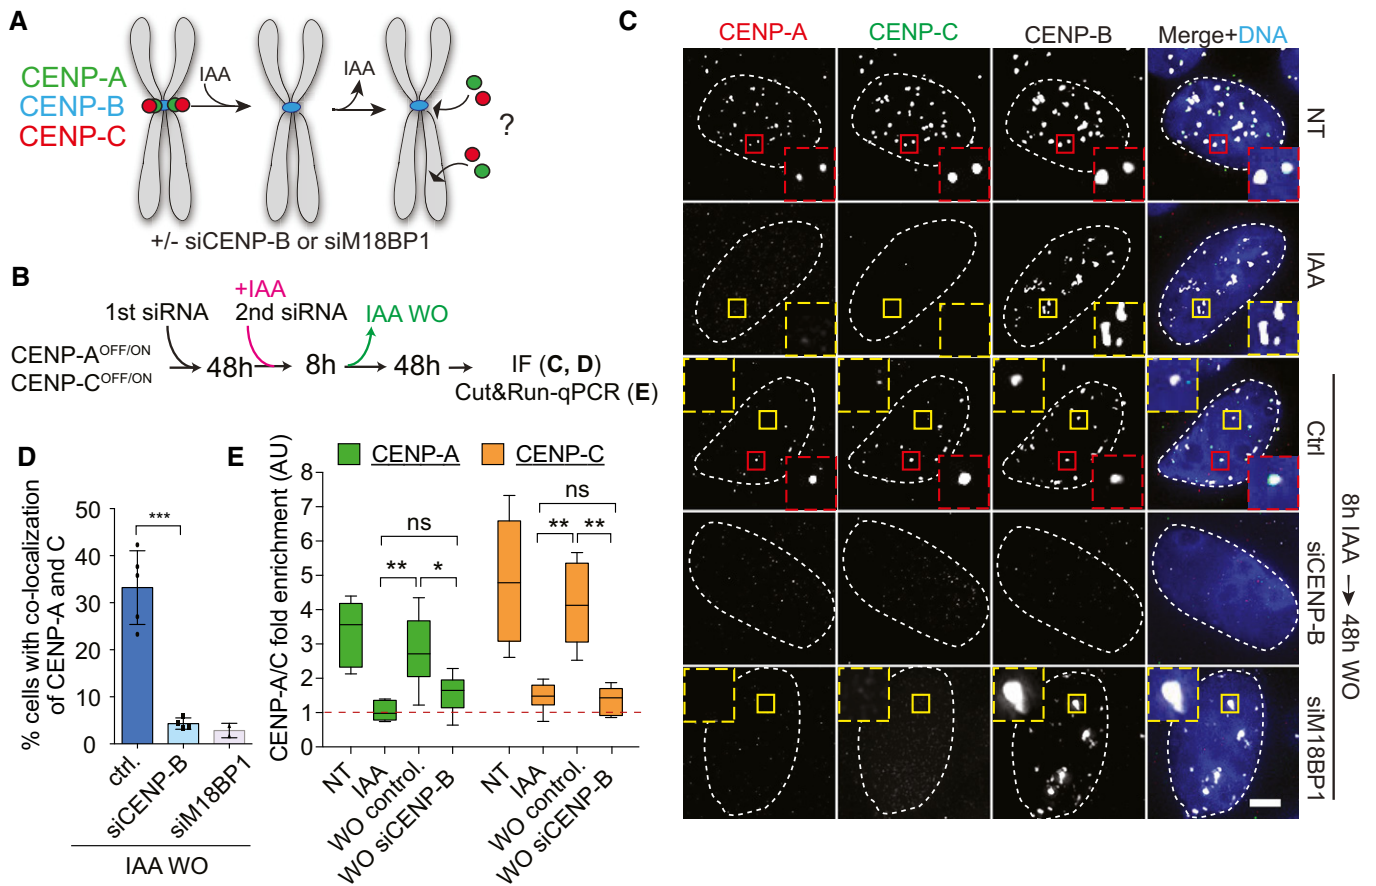 A
CENP-A
CENP-B
CENP-C
IAA
IAA
?
+/- siCENP-B or siM18BP1
B
+IAA
1st siRNA
2nd siRNA
IAA WO
CENP-A^OFF/ON
CENP-C^OFF/ON
48h
8h
48h
IF (C, D)
Cut&Run-qPCR (E)
C
CENP-A
CENP-C
CENP-B
Merge+DNA
NT
IAA
Ctrl
siCENP-B
siM18BP1
8h IAA → 48h WO
D
% cells with co-localization
of CENP-A and C
50
40
30
20
10
0
***
ctrl.
siCENP-B
siM18BP1
IAA WO
E
CENP-A
CENP-C
CENP-A/C fold enrichment (AU)
8
7
6
5
4
3
2
1
0
ns
**
*
ns
**
**
NT
IAA
WO control.
WO siCENP-B
NT
IAA
WO control.
WO siCENP-B